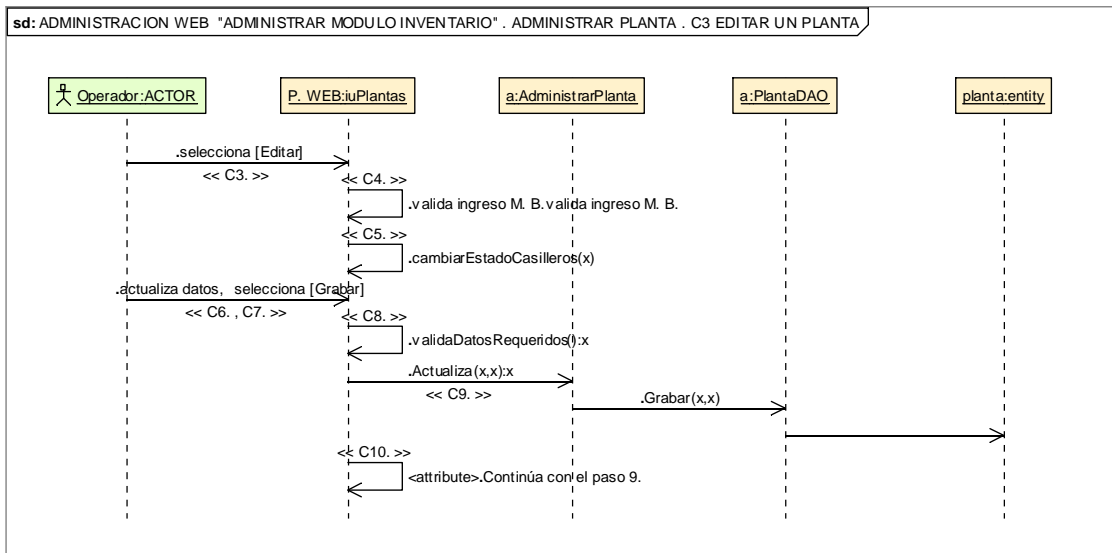 sd: ADMINISTRACION WEB "ADMINISTRAR MODULO INVENTARIO" . ADMINISTRAR PLANTA . C3 EDITAR UN PLANTA
Operador:ACTOR
P. WEB:iuPlantas
a:AdministrarPlanta
a:PlantaDAO
planta:entity
.selecciona [Editar]
<< C3. >>
<< C4. >>
.valida ingreso M. B.valida ingreso M. B.
<< C5. >>
.cambiarEstadoCasilleros(x)
.actualiza datos, selecciona [Grabar]
<< C6. , C7. >>
<< C8. >>
.validaDatosRequeridos():x
.Actualiza(x,x):x
<< C9. >>
.Grabar(x,x)
<< C10. >>
<attribute>.Continúa con el paso 9.